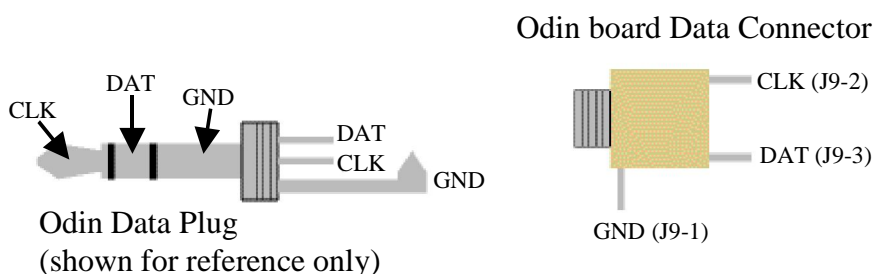 Odin board Data Connector
CLK
DAT
GND
DAT
CLK
GND
Odin Data Plug
(shown for reference only)
CLK (J9-2)
DAT (J9-3)
GND (J9-1)